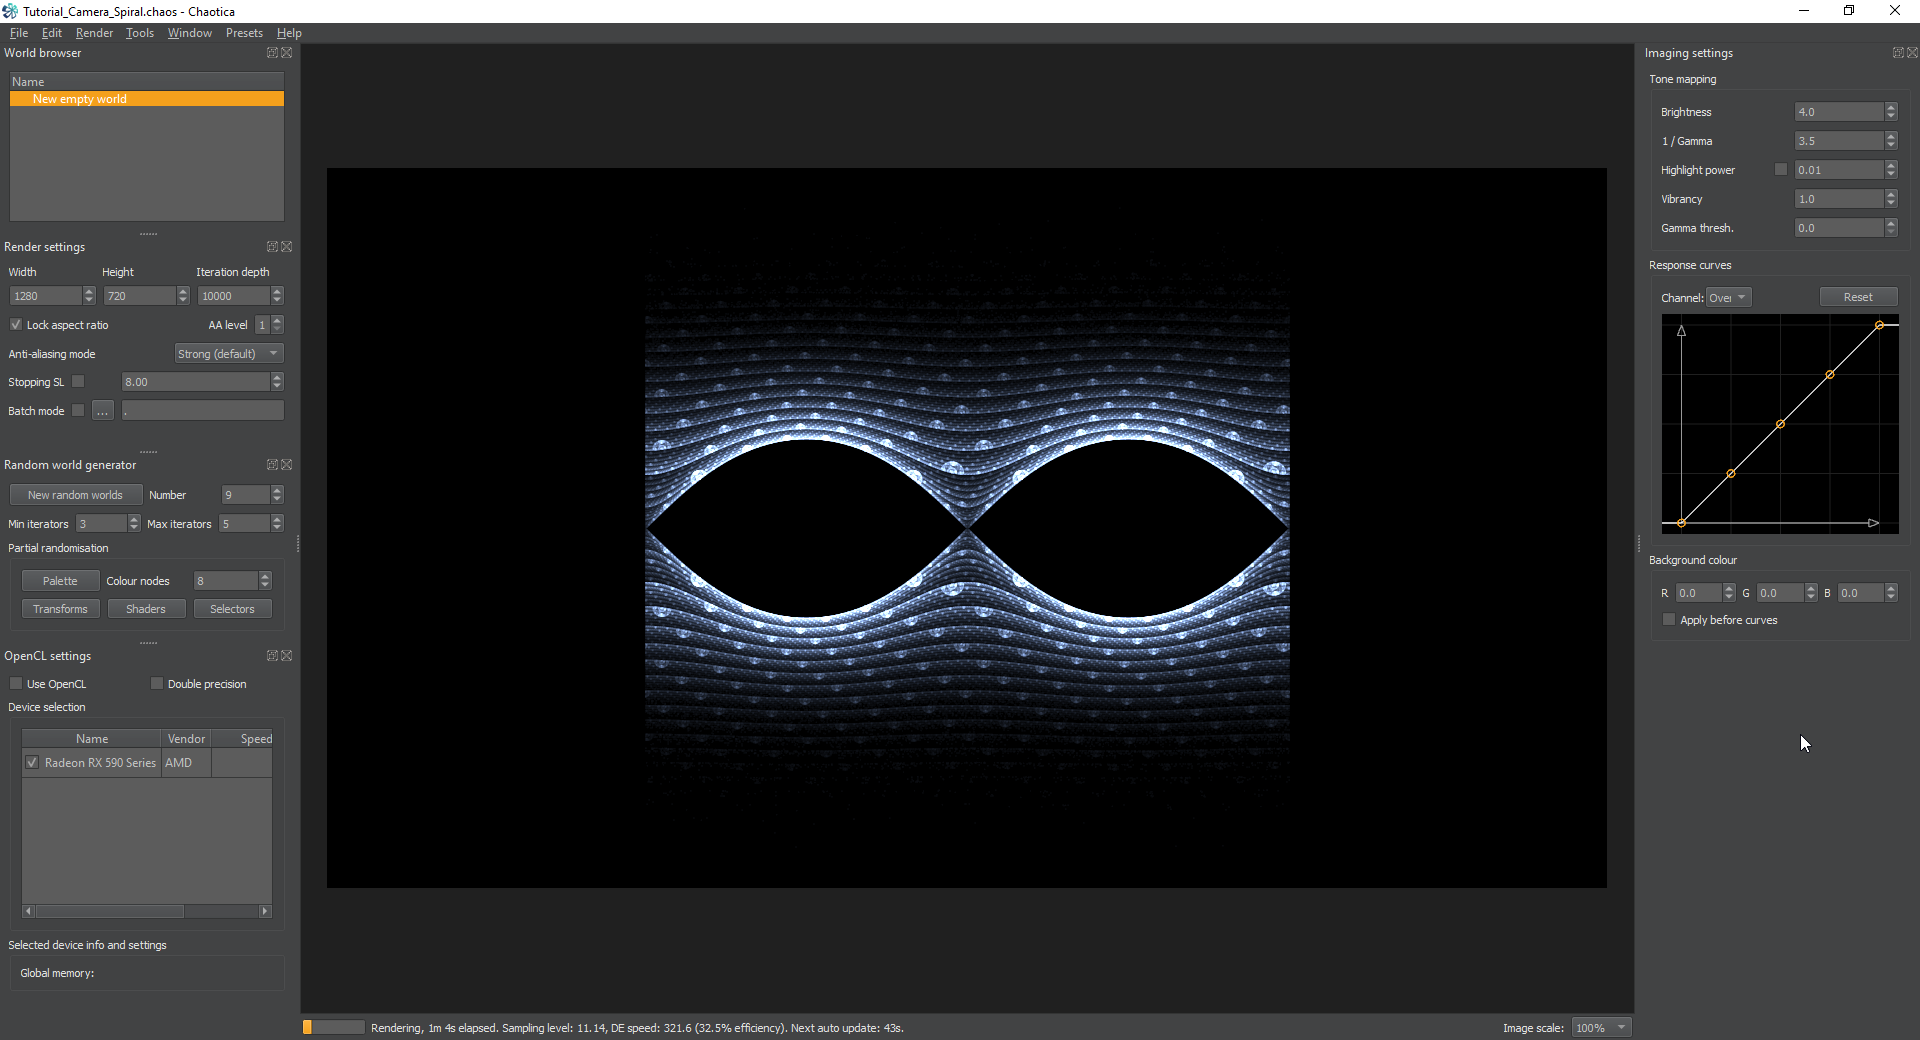 Tutorial_Camera_Spiral.chaos - Chaotica
File Edit Render Tools Window Presets Help
World browser
Name
New empty world
Render settings
Width Height Iteration depth
1280 720 10000
Lock aspect ratio AA level 1
Anti-aliasing mode Strong (default)
Stopping SL 8.00
Batch mode ... .
Random world generator
New random worlds Number 9
Min iterators 3 Max iterators 5
Partial randomisation
Palette Colour nodes 8
Transforms Shaders Selectors
OpenCL settings
Use OpenCL Double precision
Device selection
Name Vendor Speed
Radeon RX 590 Series AMD
Selected device info and settings
Global memory:
Rendering, 1m 4s elapsed. Sampling level: 11.14, DE speed: 321.6 (32.5% efficiency). Next auto update: 43s.
Image scale: 100%
Imaging settings
Tone mapping
Brightness 4.0
1 / Gamma 3.5
Highlight power 0.01
Vibrancy 1.0
Gamma thresh. 0.0
Response curves
Channel: Over Reset
Background colour
R 0.0 G 0.0 B 0.0
Apply before curves